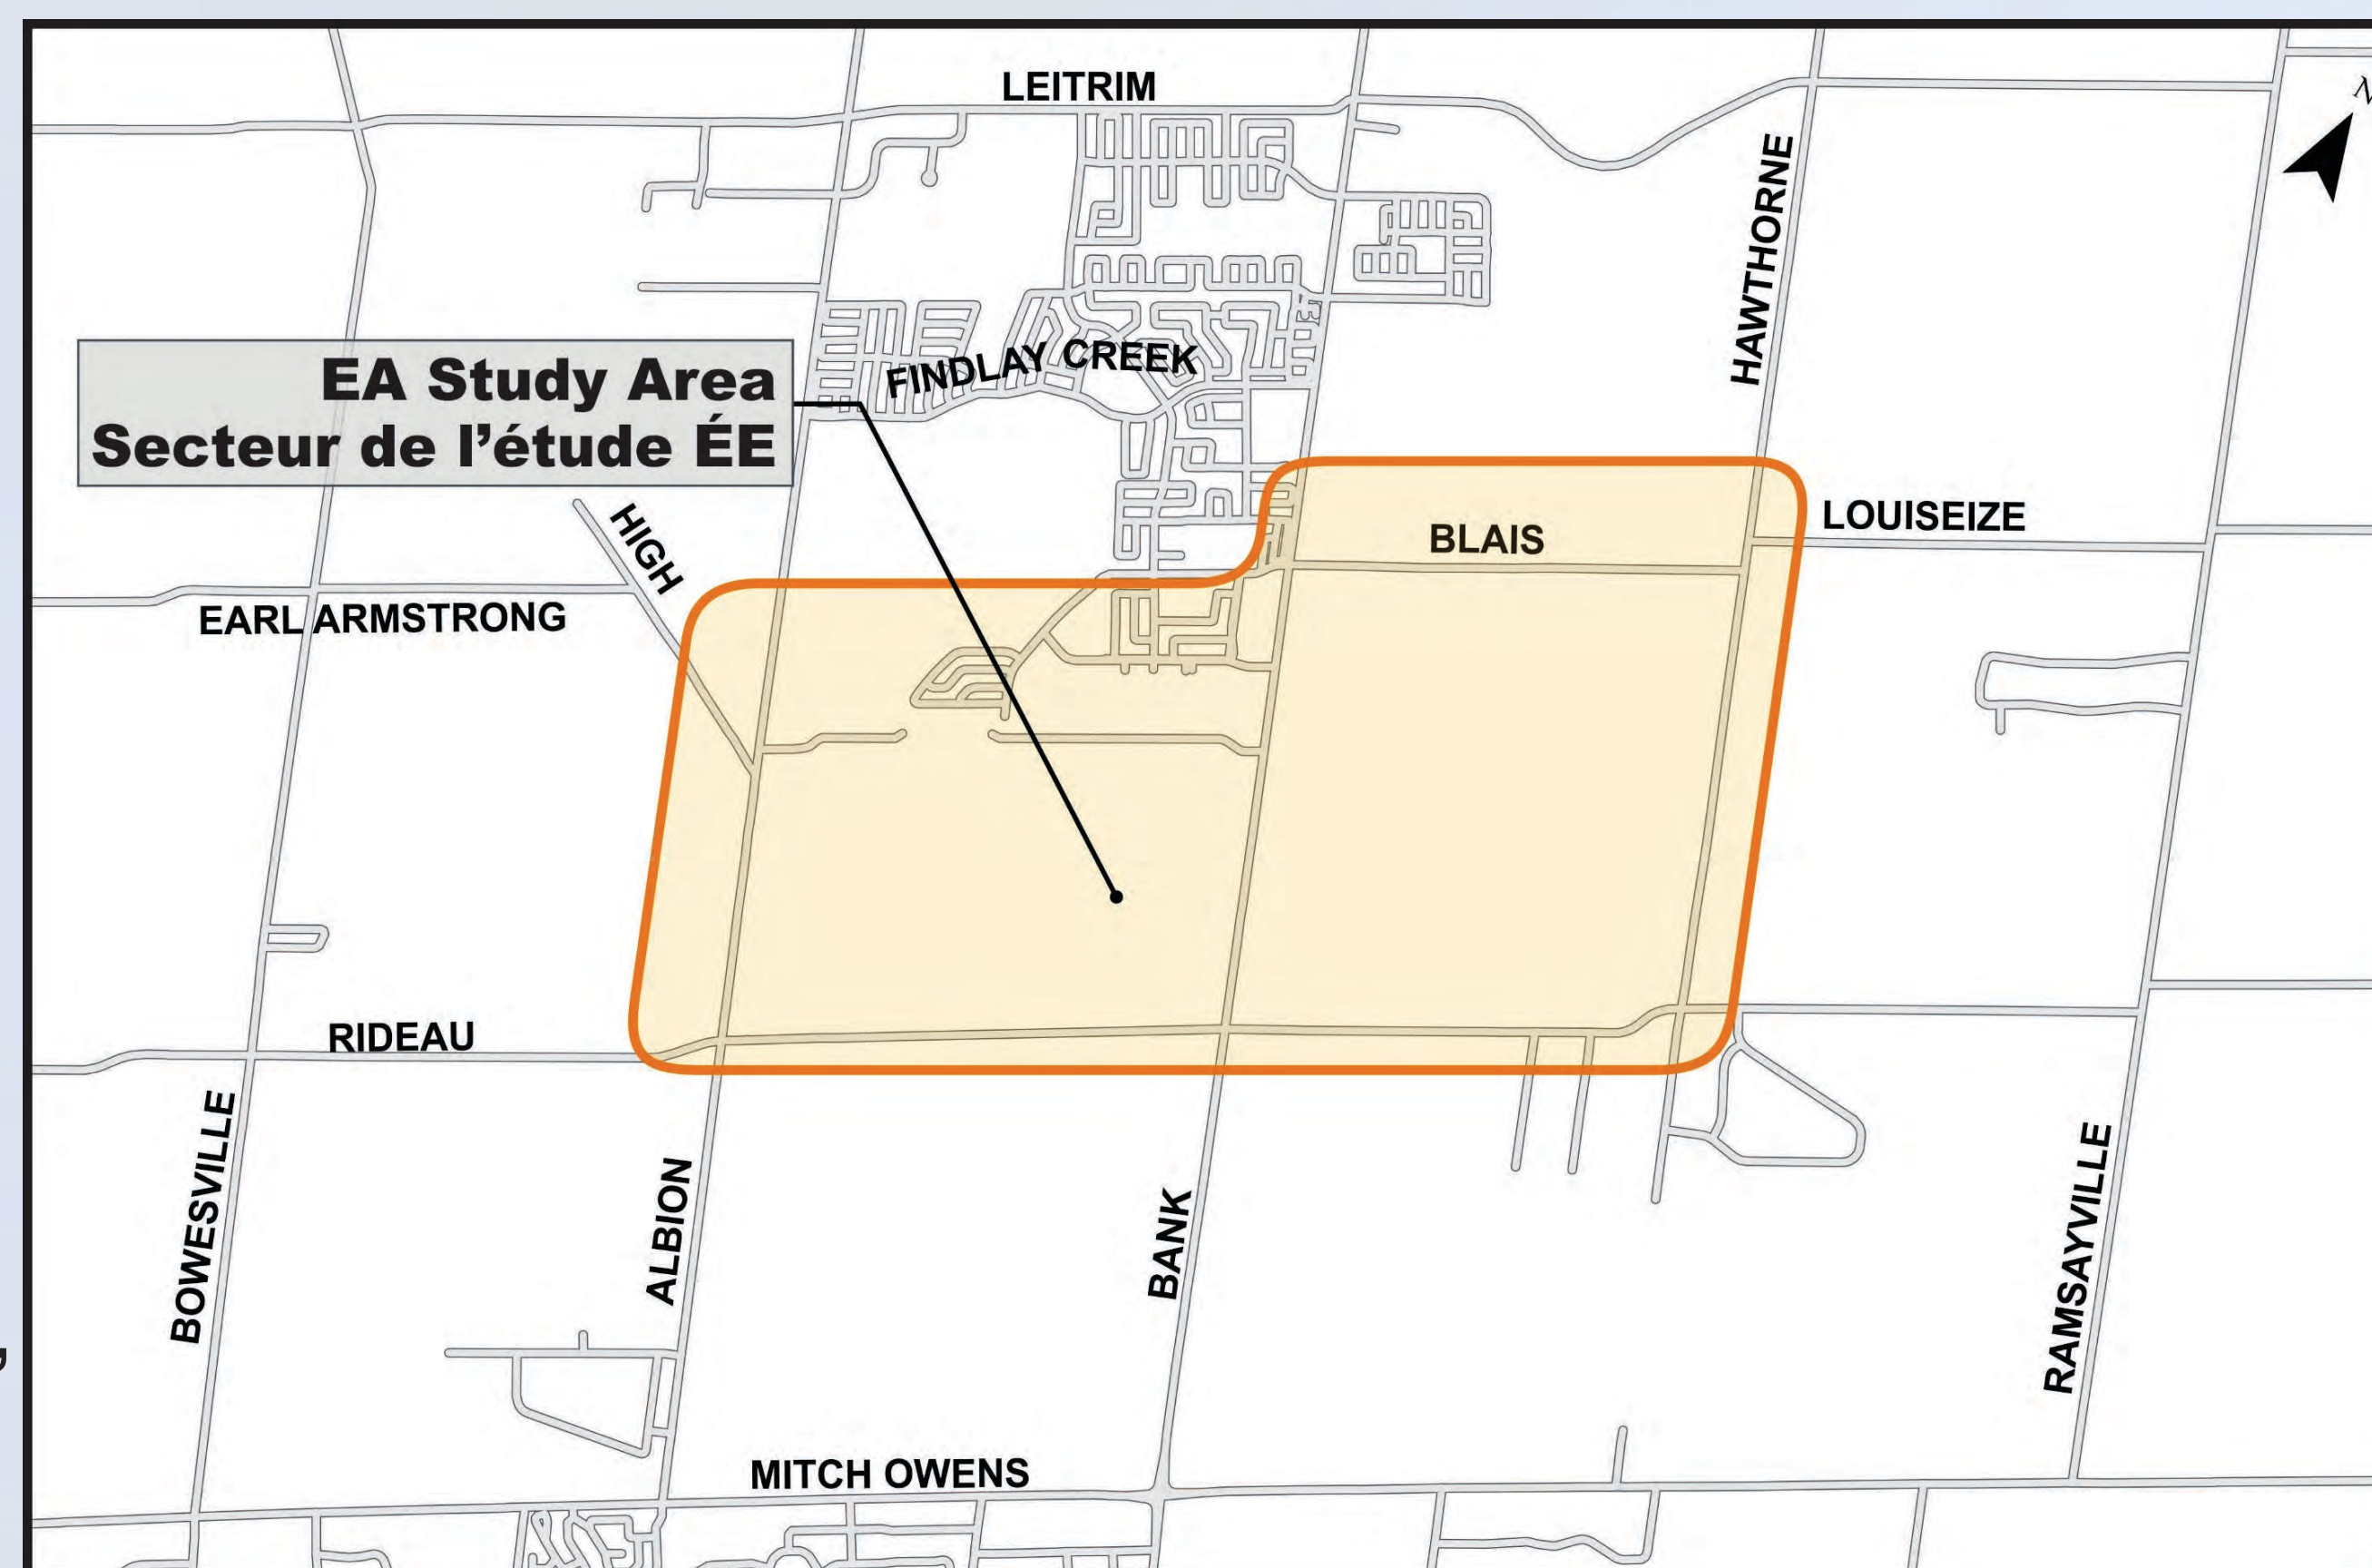 LEITRIM
N
HAWTHORNE
EA Study Area
Secteur de l'étude ÉE
FINDLAY CREEK
HIGH
BLAIS
LOUISEIZE
EARL ARMSTRONG
RIDEAU
BOWESVILLE
ALBION
BANK
RAMSAYVILLE
MITCH OWENS